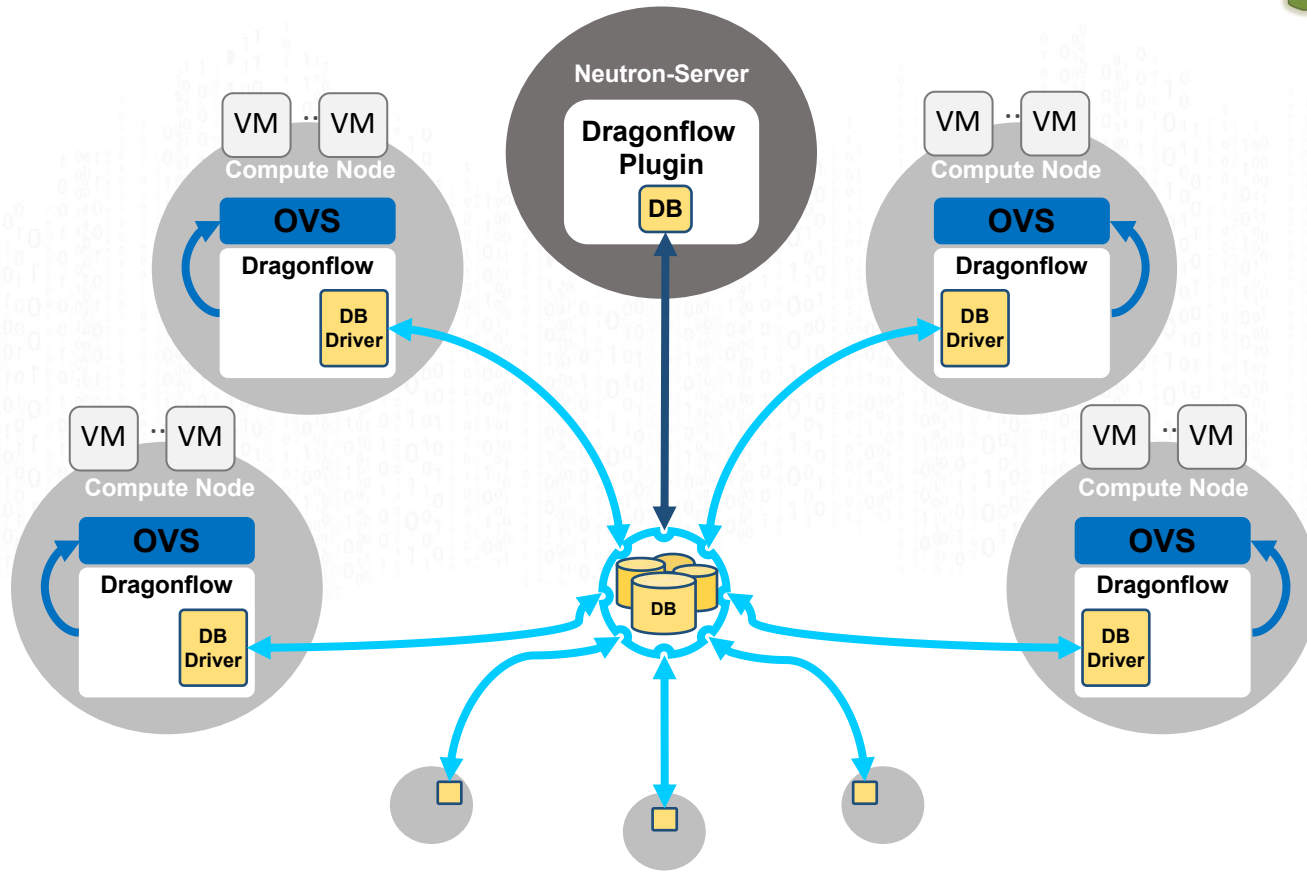 Neutron-Server
Dragonflow
Plugin
DB
VM .. VM
Compute Node
OVS
Dragonflow
DB
Driver
VM .. VM
Compute Node
OVS
Dragonflow
DB
Driver
VM .. VM
Compute Node
OVS
Dragonflow
DB
Driver
VM .. VM
Compute Node
OVS
Dragonflow
DB
Driver
DB